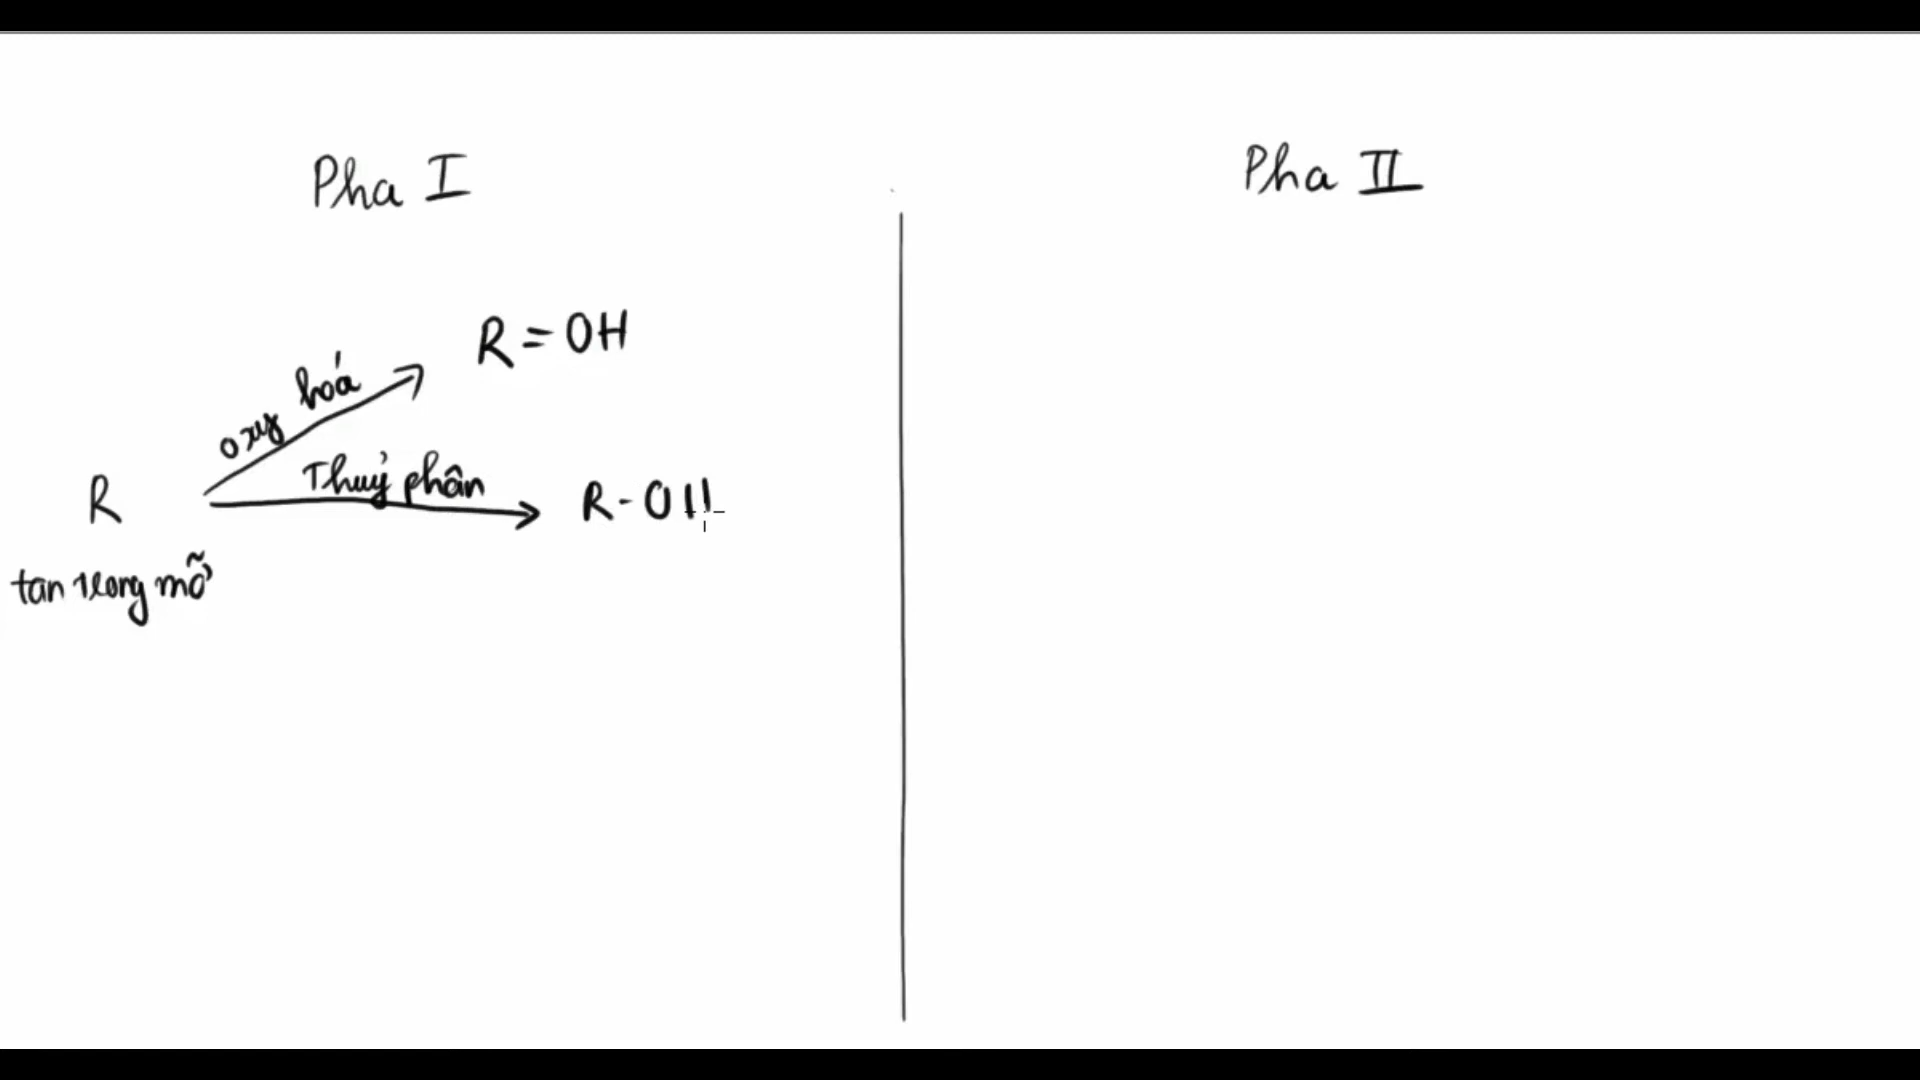 Pha I
Pha II
R = OH
oxy hoá
Thuỷ phân
R
R - OH
tan trong mỡ